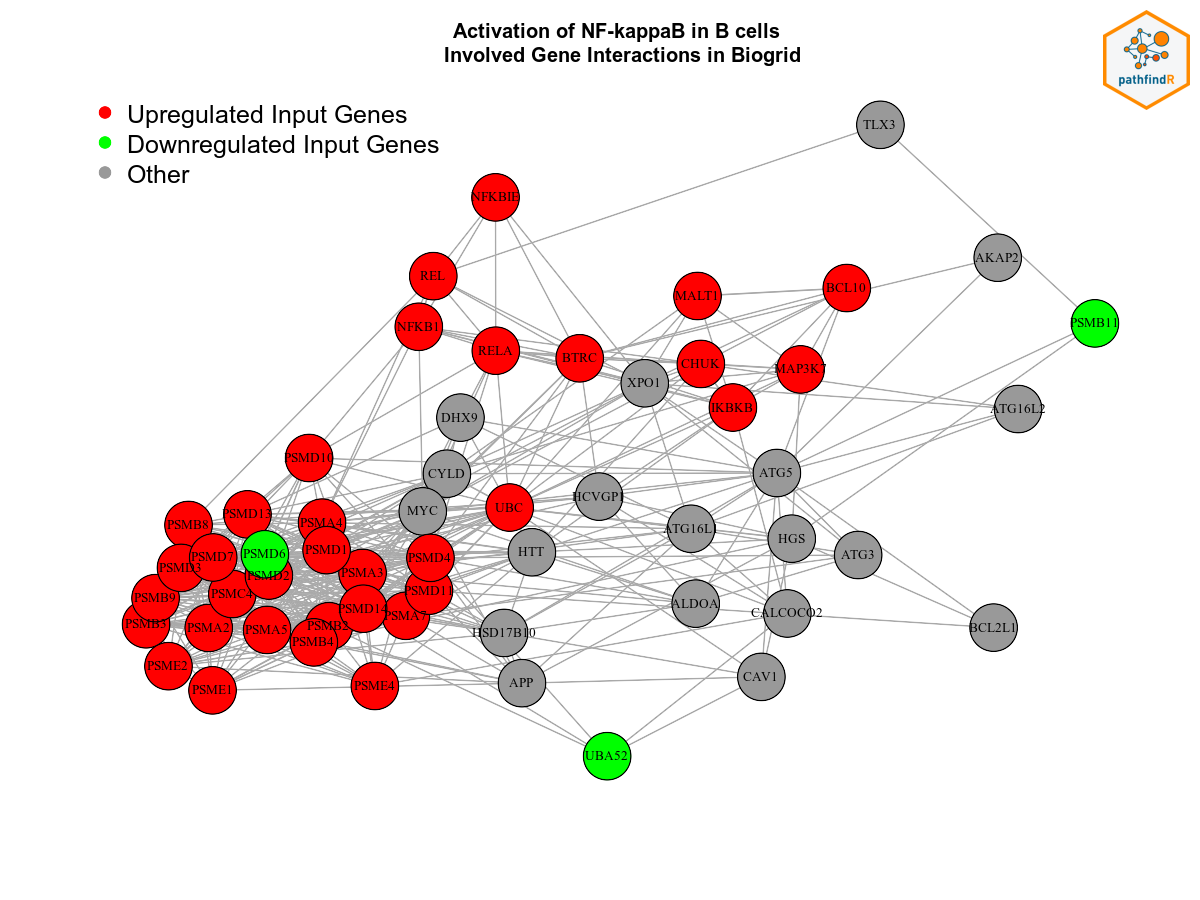 Activation of NF-kappaB in B cells
Involved Gene Interactions in Biogrid
pathfindR
Upregulated Input Genes
Downregulated Input Genes
Other
TLX3
NFKBIE
AKAP2
REL
MALT1
BCL10
NFKB1
PSMB11
RELA
BTRC
CHUK
MAP3K7
XPO1
IKBKB
ATG16L2
DHX9
PSMD10
CYLD
ATG5
HCVGP1
UBC
MYC
PSMD13
PSMB8
PSMA4
ATG16L1
HGS
PSMD1
PSMD6
HTT
ATG3
PSMD7
PSMD4
PSMD3
PSMA3
PSMD2
PSMD11
PSMC4
PSMB9
ALDOA
PSMD14
CALCOCO2
PSMA7
PSMB3
PSMA2
PSMA5
PSMB2
BCL2L1
HSD17B10
PSMB4
PSME2
CAV1
APP
PSME4
PSME1
UBA52